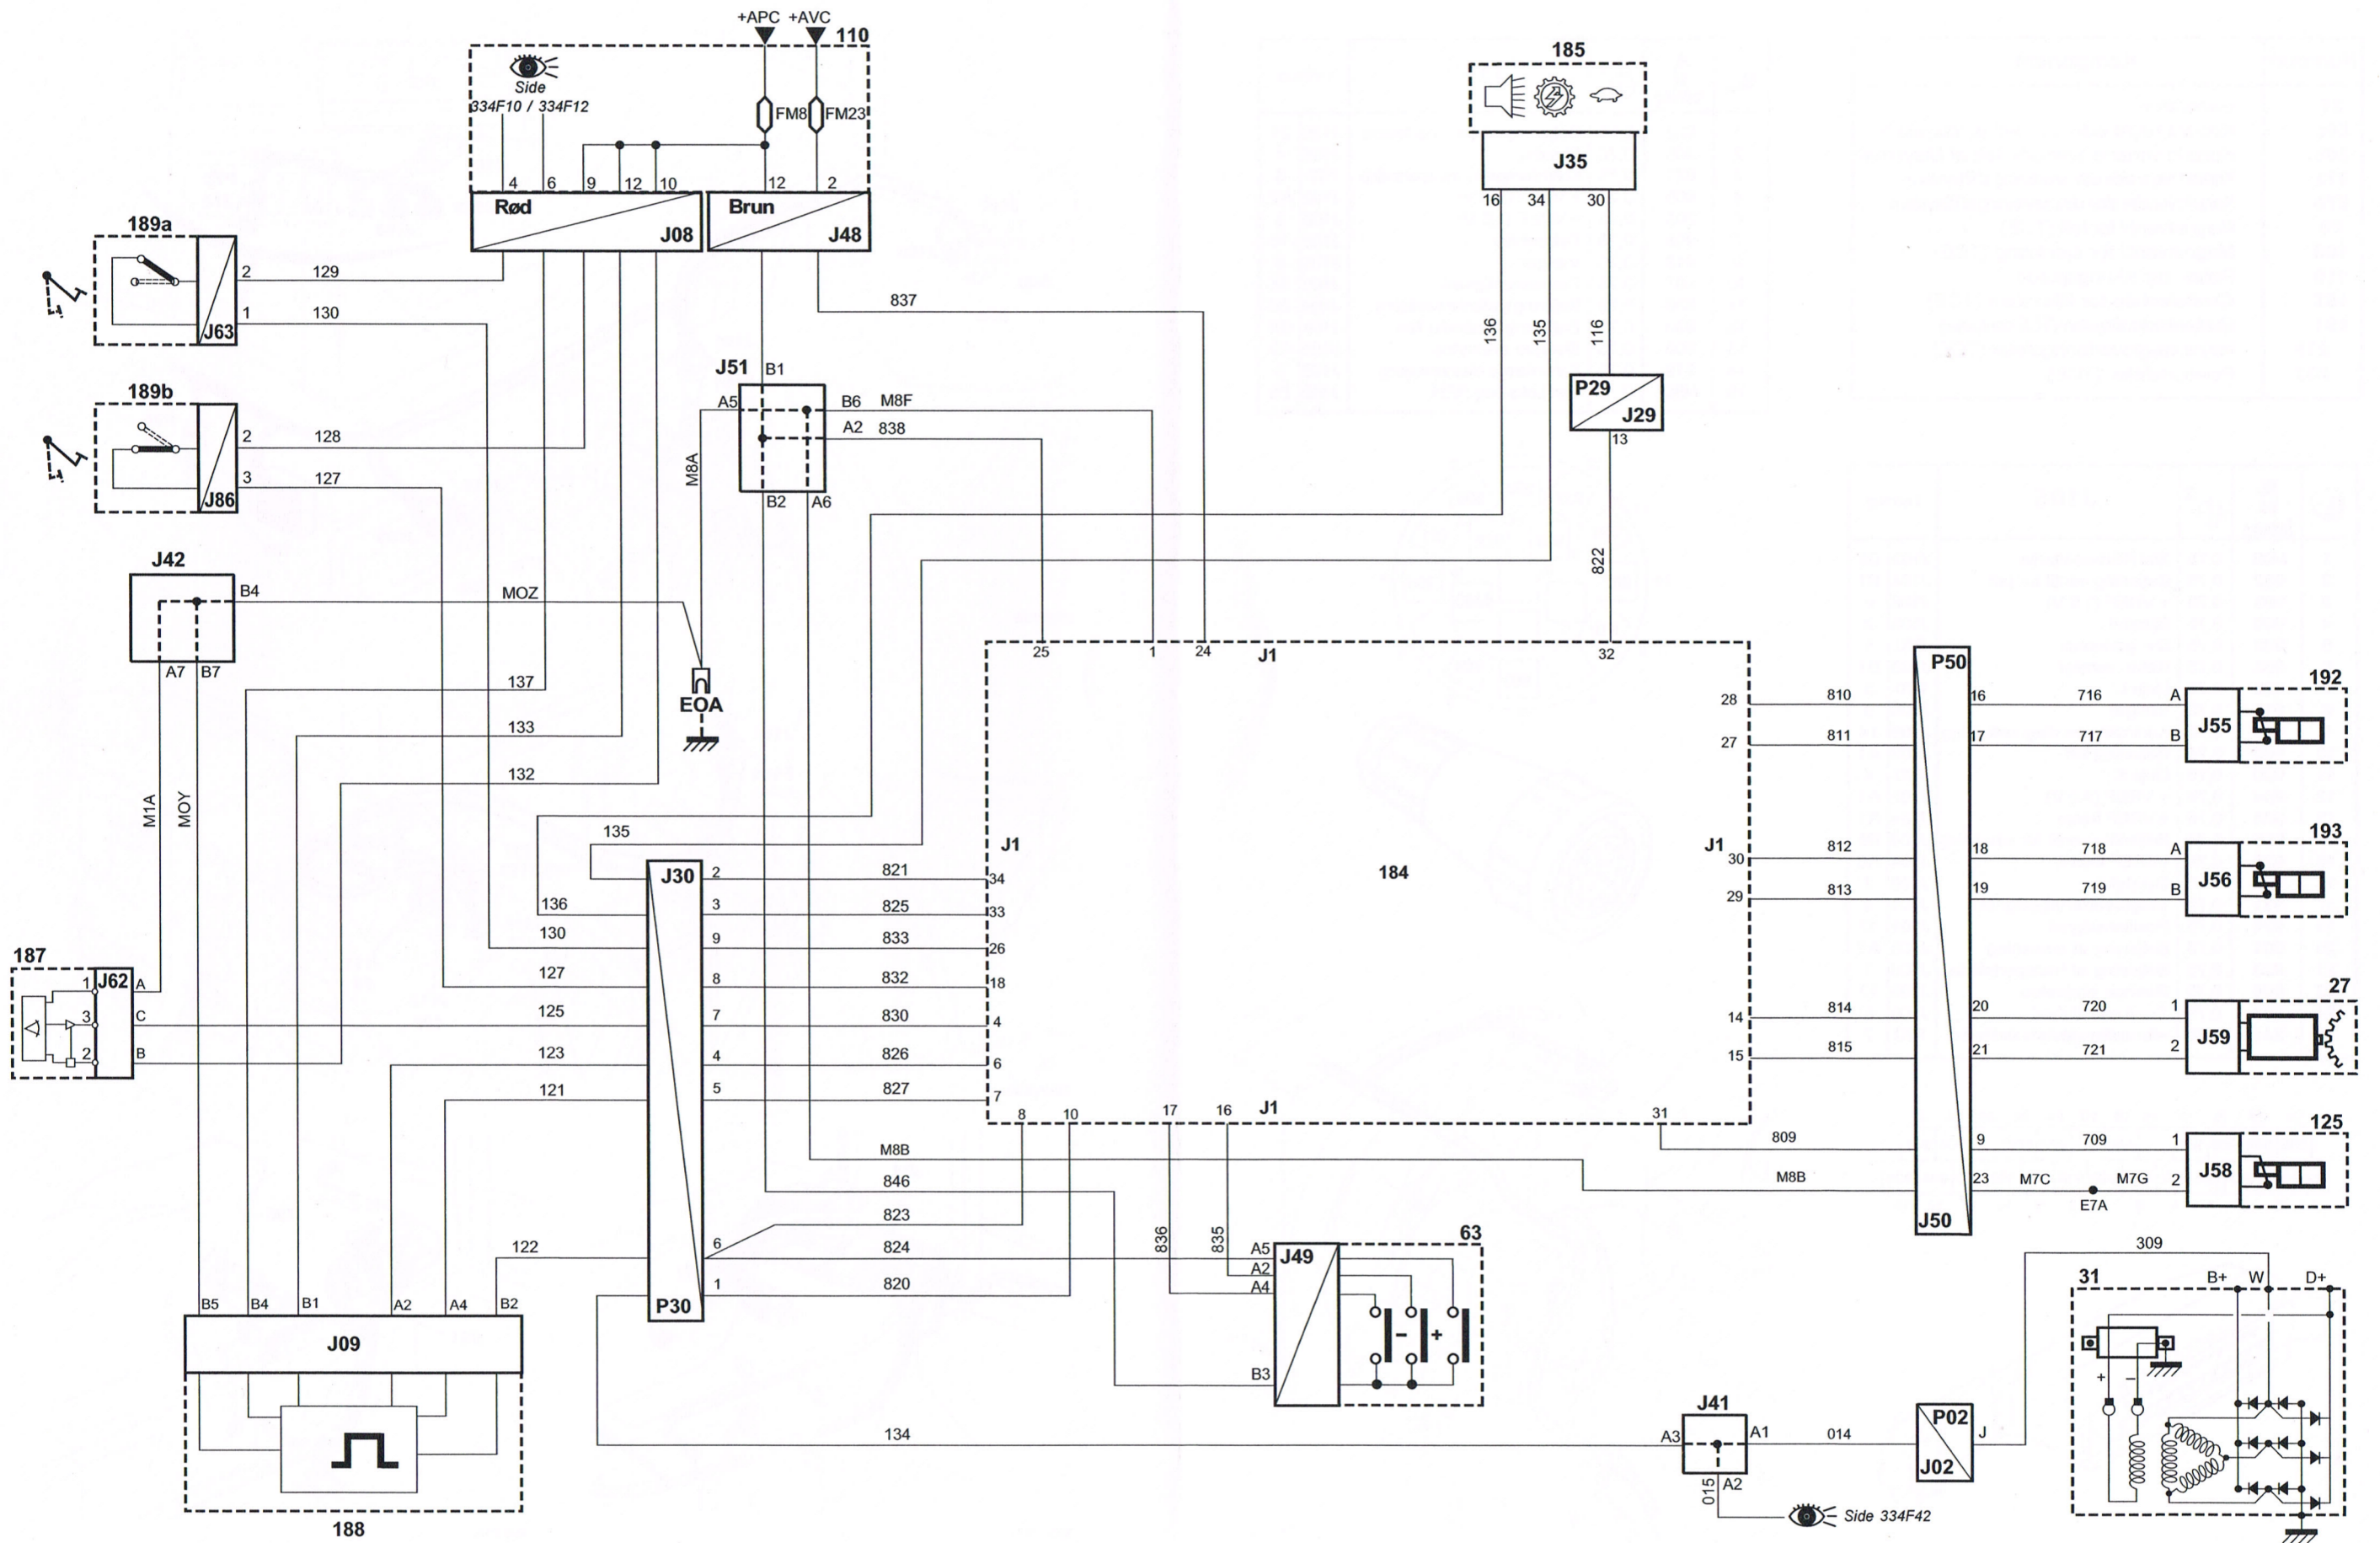 +APC +AVC
110
Side
334F10 / 334F12
FM8 FM23
4 6 9 12 10 12 2
Rød J08
Brun J48
185
J35
16 34 30
136 135 116
P29 J29
13
822
189a
J63
2 129
1 130
189b
J86
2 128
3 127
837
J51 B1
A5 B6 M8F
A2 838
M8A
B2 A6
J42
B4 MOZ
A7 B7
M1A MOY
137
133
132
EOA
25 1 24 J1 32
184
J1
J1
28 810
27 811
30 812
29 813
14 814
15 815
P50
J50
16 716 A
17 717 B
J55
192
18 718 A
19 719 B
J56
193
20 720 1
21 721 2
J59
27
809 9 709 1
M8B 23 M7C E7A M7G 2
J58
125
135
J30
P30
2 821 34
136 3 825 33
130 9 833 26
127 8 832 18
125 7 830 4
123 4 826 6
121 5 827 7
187
J62
1 A
3 C
2 B
8 10 17 16 J1 31
M8B
846
823
122 6 824
1 820
836 835
A5
A2
A4
B3
J49
63
- +
B5 B4 B1 A2 A4 B2
J09
188
134
J41
A3 A1 014
015 A2
Side 334F42
P02
J02
J
309
31
B+ W D+
+ −